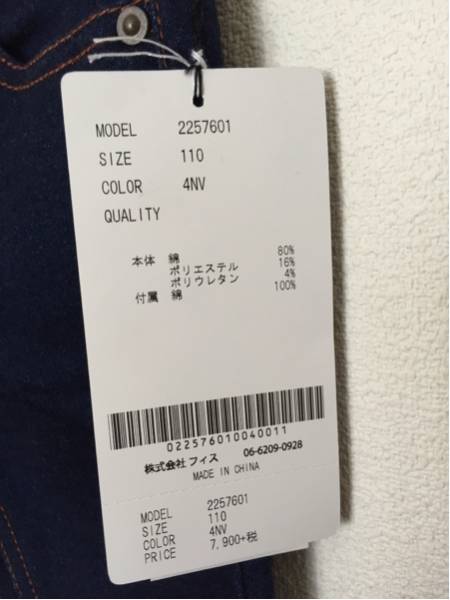 MODEL 2257601
SIZE 110
COLOR 4NV
QUALITY
本体 綿 80%
ポリエステル 16%
ポリウレタン 4%
付属 綿 100%
022576010040011
株式会社フィス 06-6209-0928
MADE IN CHINA
MODEL 2257601
SIZE 110
COLOR 4NV
PRICE 7,900+税